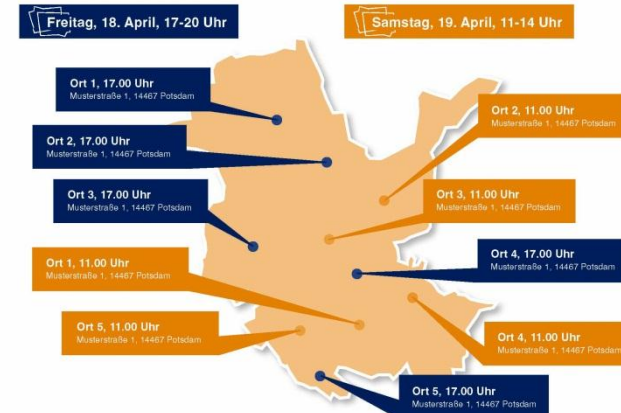 Freitag, 18. April, 17-20 Uhr
Samstag, 19. April, 11-14 Uhr
Ort 1, 17.00 Uhr
Musterstraße 1, 14467 Potsdam
Ort 2, 11.00 Uhr
Musterstraße 1, 14467 Potsdam
Ort 2, 17.00 Uhr
Musterstraße 1, 14467 Potsdam
Ort 3, 17.00 Uhr
Musterstraße 1, 14467 Potsdam
Ort 3, 11.00 Uhr
Musterstraße 1, 14467 Potsdam
Ort 4, 17.00 Uhr
Musterstraße 1, 14467 Potsdam
Ort 1, 11.00 Uhr
Musterstraße 1, 14467 Potsdam
Ort 5, 11.00 Uhr
Musterstraße 1, 14467 Potsdam
Ort 4, 11.00 Uhr
Musterstraße 1, 14467 Potsdam
Ort 5, 17.00 Uhr
Musterstraße 1, 14467 Potsdam